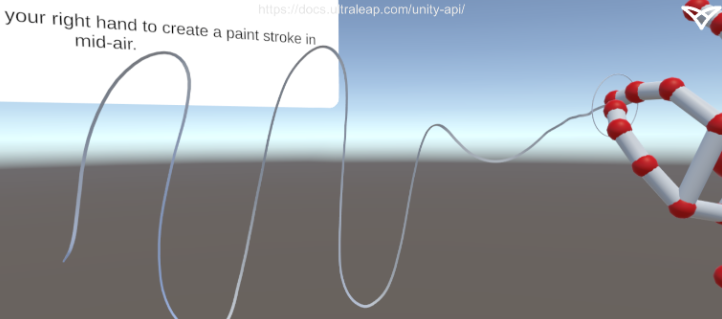 https://docs.ultraleap.com/unity-api/
your right hand to create a paint stroke in
mid-air.